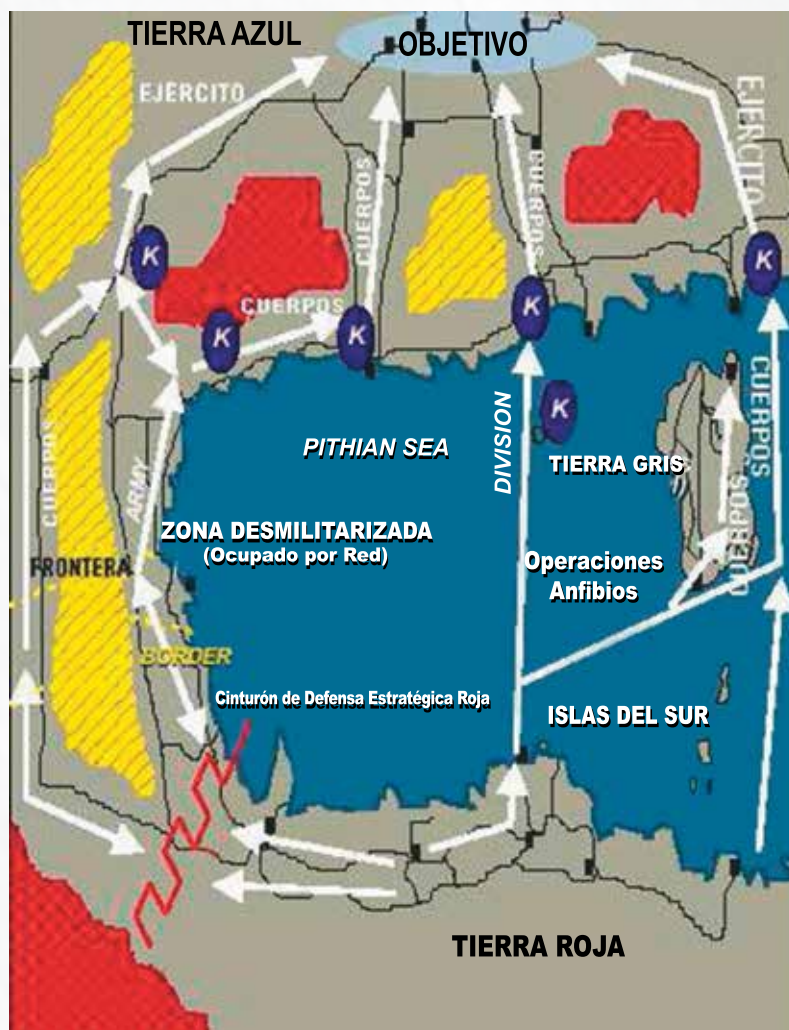 TIERRA AZUL
OBJETIVO
EJERCITO
EJERCITO
CUERPOS
CUERPOS
K
K
CUERPOS
K
K
K
K
CUERPOS
ARMY
PITHIAN SEA
DIVISION
TIERRA GRIS
CUERPOS
CUERPOS
ZONA DESMILITARIZADA
(Ocupado por Red)
FRONTERA
Operaciones
Anfibios
BORDER
Cinturón de Defensa Estratégica Roja
ISLAS DEL SUR
TIERRA ROJA